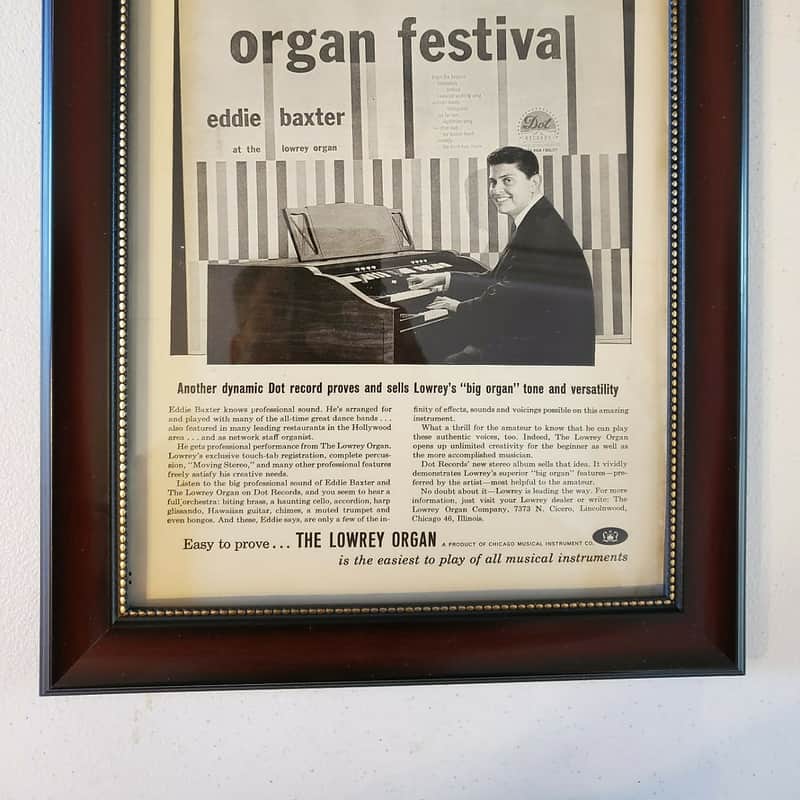 organ festival
eddie baxter
at the lowrey organ
Dot
RECORDS
Another dynamic Dot record proves and sells Lowrey's "big organ" tone and versatility
Eddie Baxter knows professional sound. He's arranged for
and played with many of the all-time great dance bands . . .
also featured in many leading restaurants in the Hollywood
area . . . and as network staff organist.
He gets professional performance from The Lowrey Organ.
Lowrey's exclusive touch-tab registration, complete percus-
sion, "Moving Stereo," and many other professional features
freely satisfy his creative needs.
Listen to the big professional sound of Eddie Baxter and
The Lowrey Organ on Dot Records, and you seem to hear a
full orchestra: biting brass, a haunting cello, accordion, harp
glissando, Hawaiian guitar, chimes, a muted trumpet and
even bongos. And these, Eddie says, are only a few of the in-
finity of effects, sounds and voicings possible on this amazing
instrument.
What a thrill for the amateur to know that he can play
these authentic voices, too. Indeed, The Lowrey Organ
opens up unlimited creativity for the beginner as well as
the more accomplished musician.
Dot Records' new stereo album sells that idea. It vividly
demonstrates Lowrey's superior "big organ" features—pre-
ferred by the artist—most helpful to the amateur.
No doubt about it—Lowrey is leading the way. For more
information, just visit your Lowrey dealer or write: The
Lowrey Organ Company, 7373 N. Cicero, Lincolnwood,
Chicago 46, Illinois.
Easy to prove . . . THE LOWREY ORGAN A PRODUCT OF CHICAGO MUSICAL INSTRUMENT CO.
is the easiest to play of all musical instruments